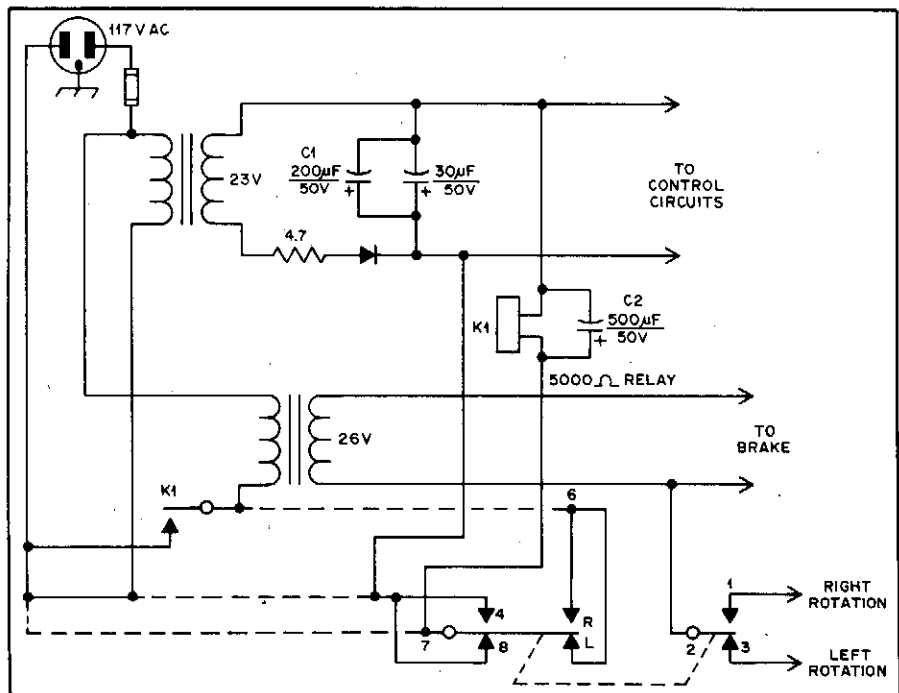 117 V AC
23V
C1
200µF
50V
+
30µF
50V
+
TO
CONTROL
CIRCUITS
4.7
K1
C2
500µF
50V
+
5000 Ω RELAY
26V
TO
BRAKE
K1
6
4
R
1
RIGHT
ROTATION
7
8
L
2
3
LEFT
ROTATION